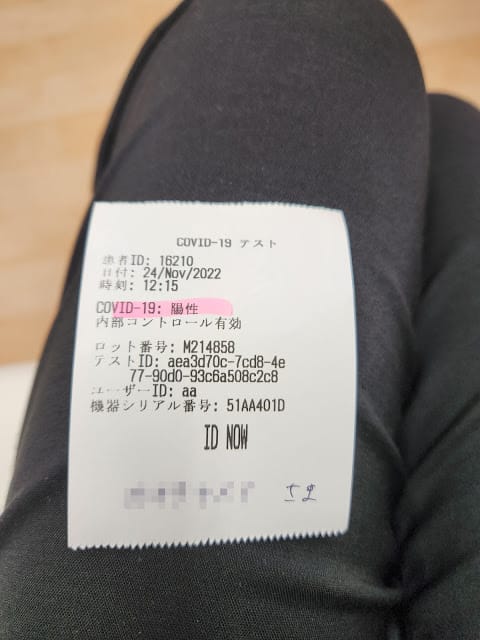 COVID-19 テスト
患者ID: 16210
日付: 24/Nov/2022
時刻: 12:15
COVID-19: 陽性
内部コントロール有効
ロット番号: M214858
テストID: aea3d70c-7cd8-4e
77-90d0-93c6a508c2c8
ユーザーID: aa
機器シリアル番号: 51AA401D
ID NOW